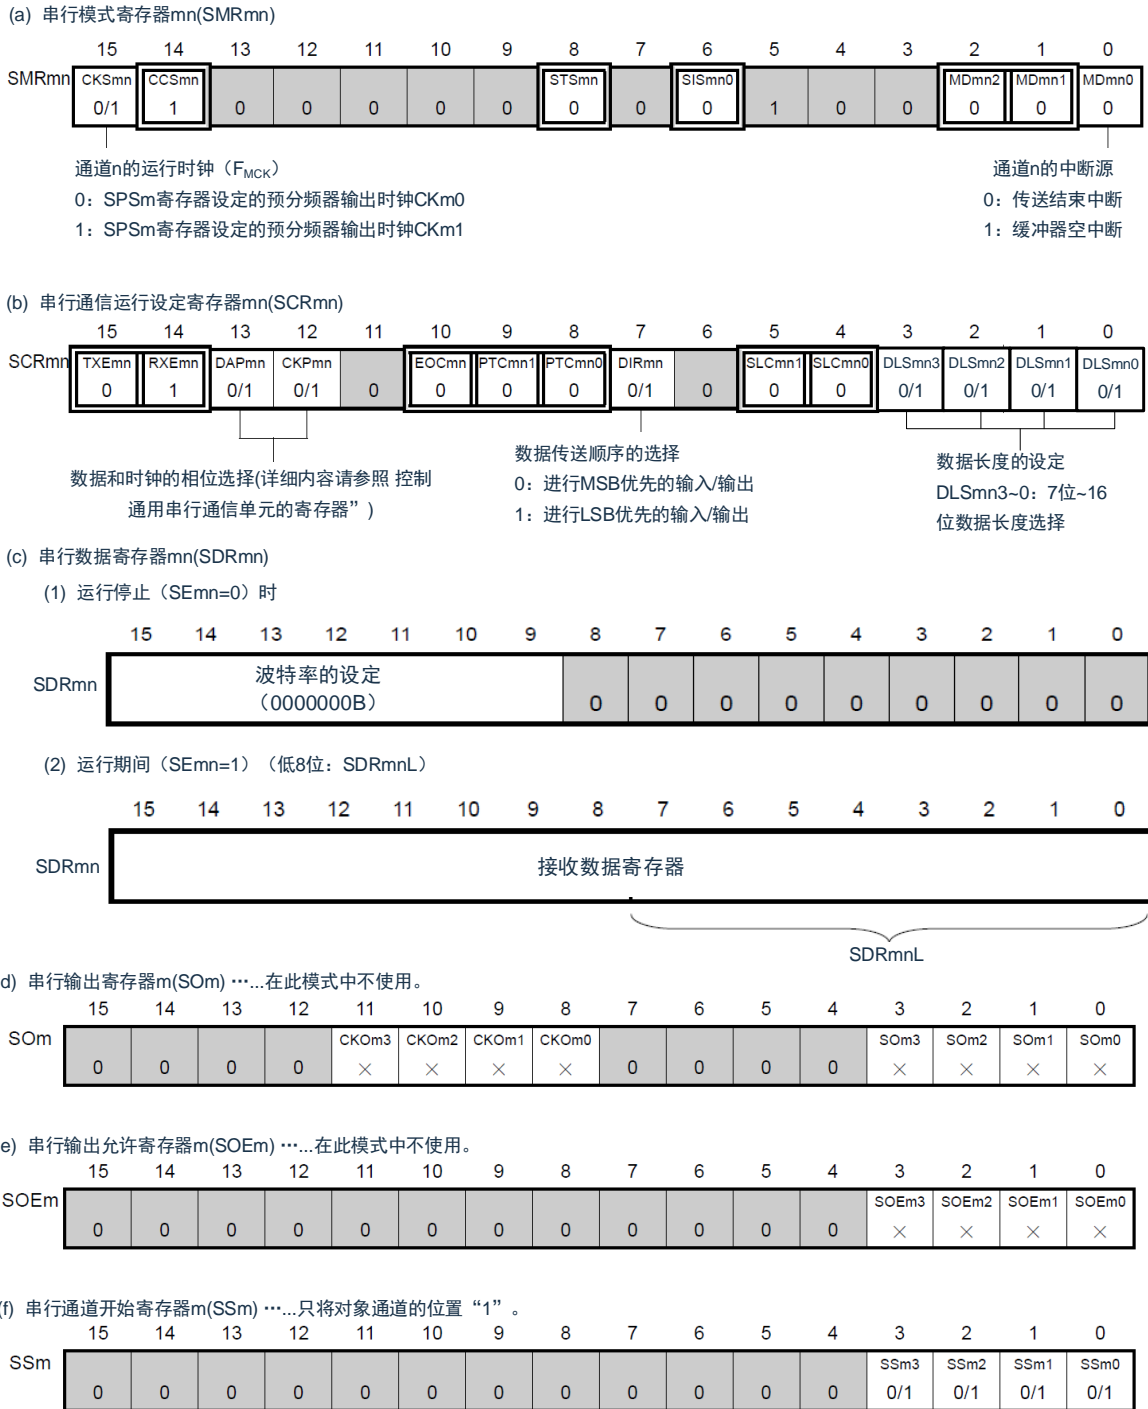 (a) 串行模式寄存器mn(SMRmn)
15 14 13 12 11 10 9 8 7 6 5 4 3 2 1 0
SMRmn CKSmn CCSmn STSmn SISmn0 MDmn2 MDmn1 MDmn0
0/1 1 0 0 0 0 0 0 0 0 1 0 0 0 0 0
通道n的运行时钟（FMCK） 通道n的中断源
0：SPSm寄存器设定的预分频器输出时钟CKm0 0：传送结束中断
1：SPSm寄存器设定的预分频器输出时钟CKm1 1：缓冲器空中断
(b) 串行通信运行设定寄存器mn(SCRmn)
15 14 13 12 11 10 9 8 7 6 5 4 3 2 1 0
SCRmn TXEmn RXEmn DAPmn CKPmn EOCmn PTCmn1 PTCmn0 DIRmn SLCmn1 SLCmn0 DLSmn3 DLSmn2 DLSmn1 DLSmn0
0 1 0/1 0/1 0 0 0 0 0/1 0 0 0 0/1 0/1 0/1 0/1
数据和时钟的相位选择(详细内容请参照 控制
通用串行通信单元的寄存器”)
数据传送顺序的选择
0：进行MSB优先的输入/输出
1：进行LSB优先的输入/输出
数据长度的设定
DLSmn3~0：7位~16
位数据长度选择
(c) 串行数据寄存器mn(SDRmn)
(1) 运行停止（SEmn=0）时
15 14 13 12 11 10 9 8 7 6 5 4 3 2 1 0
SDRmn 波特率的设定
（0000000B） 0 0 0 0 0 0 0 0 0
(2) 运行期间（SEmn=1）（低8位：SDRmnL）
15 14 13 12 11 10 9 8 7 6 5 4 3 2 1 0
SDRmn 接收数据寄存器
SDRmnL
d) 串行输出寄存器m(SOm) ⋯...在此模式中不使用。
15 14 13 12 11 10 9 8 7 6 5 4 3 2 1 0
SOm CKOm3 CKOm2 CKOm1 CKOm0 SOm3 SOm2 SOm1 SOm0
0 0 0 0 × × × × 0 0 0 0 × × × ×
e) 串行输出允许寄存器m(SOEm) ⋯...在此模式中不使用。
15 14 13 12 11 10 9 8 7 6 5 4 3 2 1 0
SOEm SOEm3 SOEm2 SOEm1 SOEm0
0 0 0 0 0 0 0 0 0 0 0 0 × × × ×
(f) 串行通道开始寄存器m(SSm) ⋯...只将对象通道的位置“1”。
15 14 13 12 11 10 9 8 7 6 5 4 3 2 1 0
SSm SSm3 SSm2 SSm1 SSm0
0 0 0 0 0 0 0 0 0 0 0 0 0/1 0/1 0/1 0/1